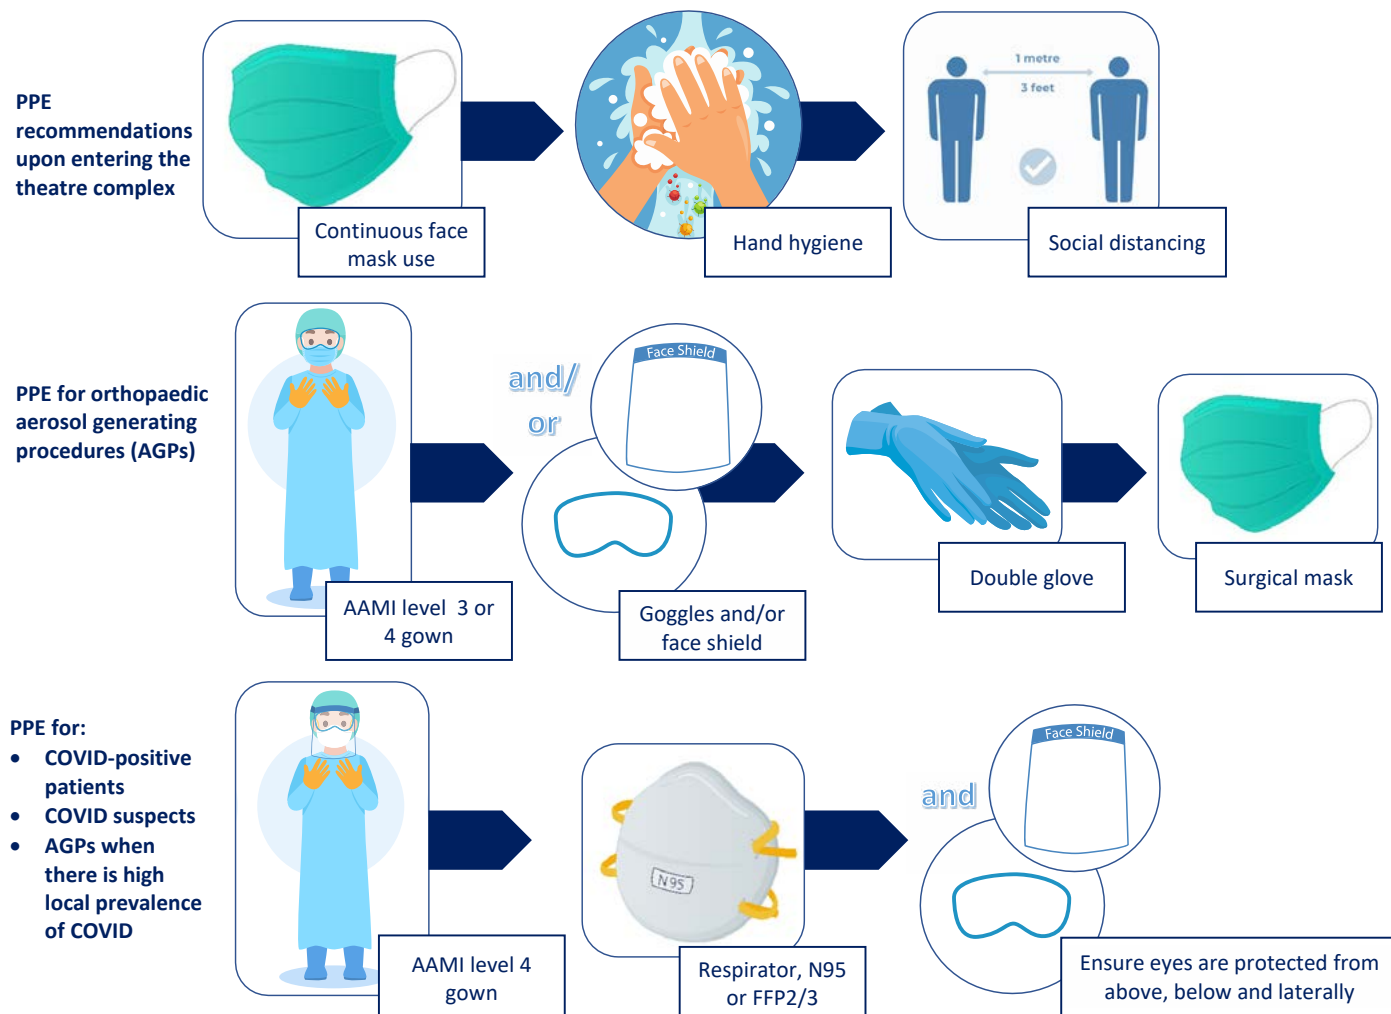 PPE
recommendations
upon entering the
theatre complex
Continuous face
mask use
Hand hygiene
1 metre
3 feet
Social distancing
PPE for orthopaedic
aerosol generating
procedures (AGPs)
AAMI level 3 or
4 gown
and/
or
Face Shield
Goggles and/or
face shield
Double glove
Surgical mask
PPE for:
• COVID-positive
patients
• COVID suspects
• AGPs when
there is high
local prevalence
of COVID
AAMI level 4
gown
N95
Respirator, N95
or FFP2/3
and
Face Shield
Ensure eyes are protected from
above, below and laterally